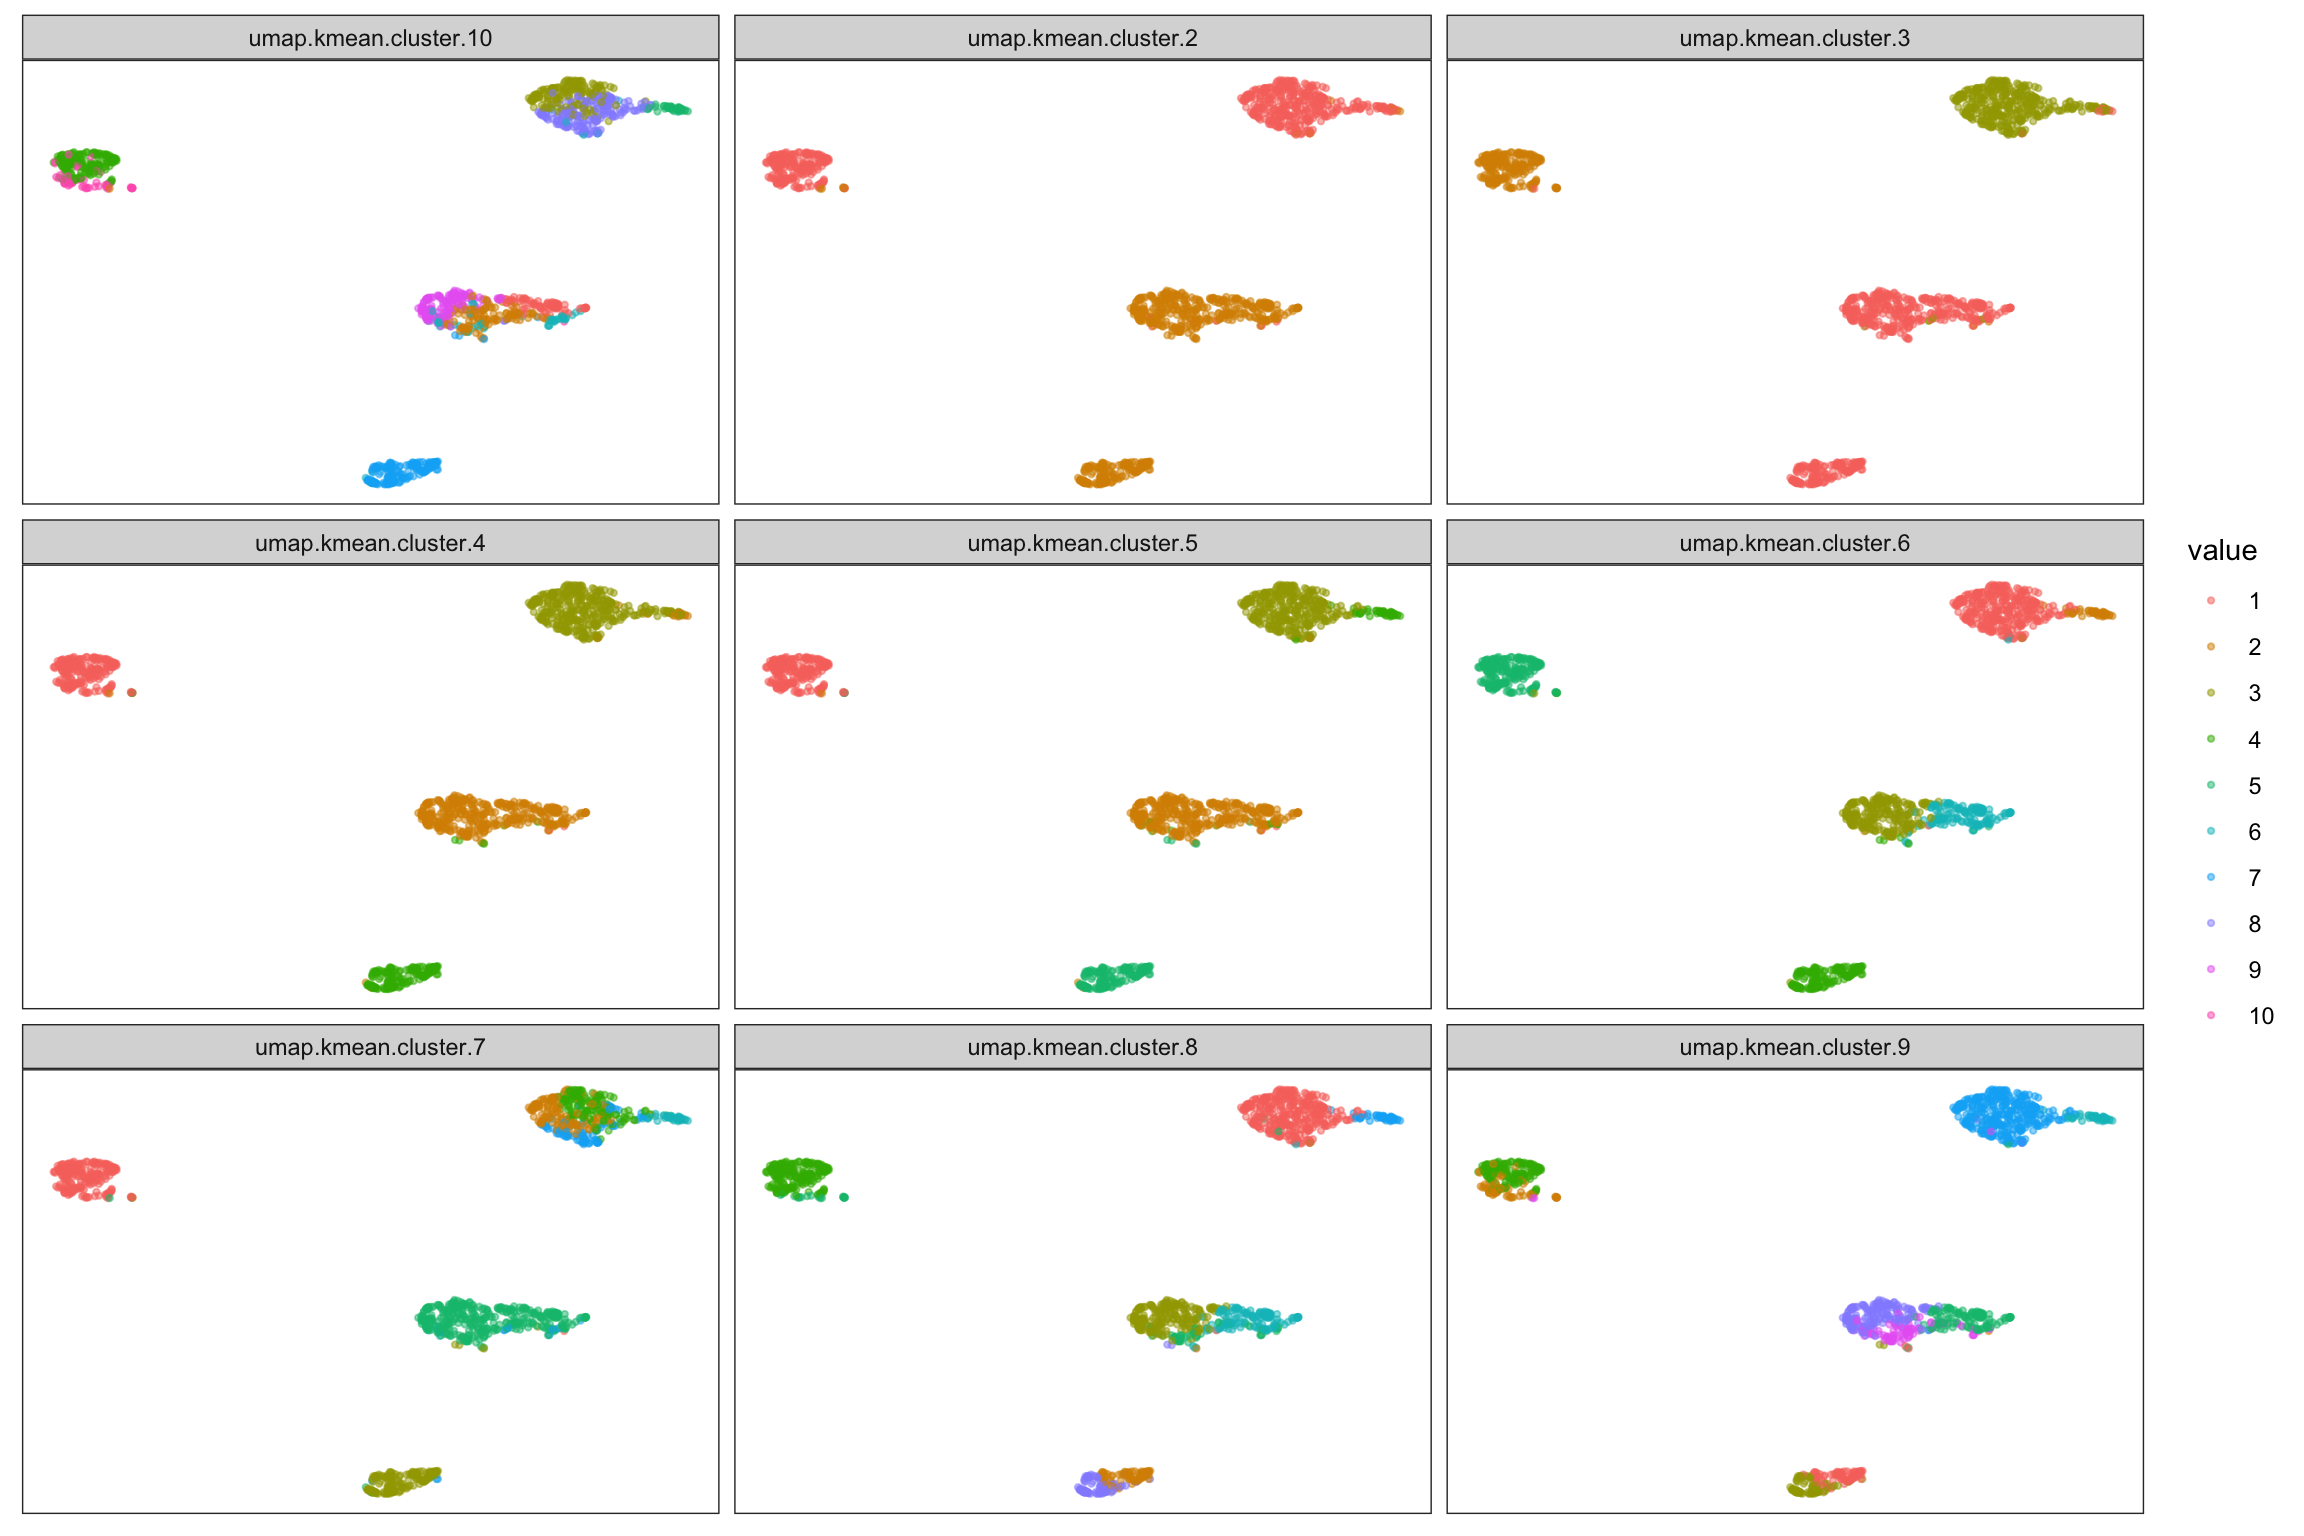 umap.kmean.cluster.10
umap.kmean.cluster.2
umap.kmean.cluster.3
umap.kmean.cluster.4
umap.kmean.cluster.5
umap.kmean.cluster.6
umap.kmean.cluster.7
umap.kmean.cluster.8
umap.kmean.cluster.9
value
1
2
3
4
5
6
7
8
9
10